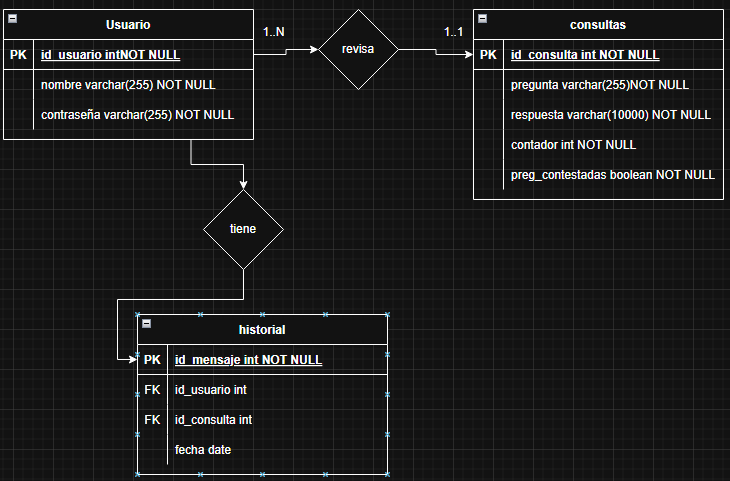 Usuario
PK id_usuario intNOT NULL
nombre varchar(255) NOT NULL
contraseña varchar(255) NOT NULL
1..N
revisa
1..1
consultas
PK id_consulta int NOT NULL
pregunta varchar(255)NOT NULL
respuesta varchar(10000) NOT NULL
contador int NOT NULL
preg_contestadas boolean NOT NULL
tiene
historial
PK id_mensaje int NOT NULL
FK id_usuario int
FK id_consulta int
fecha date